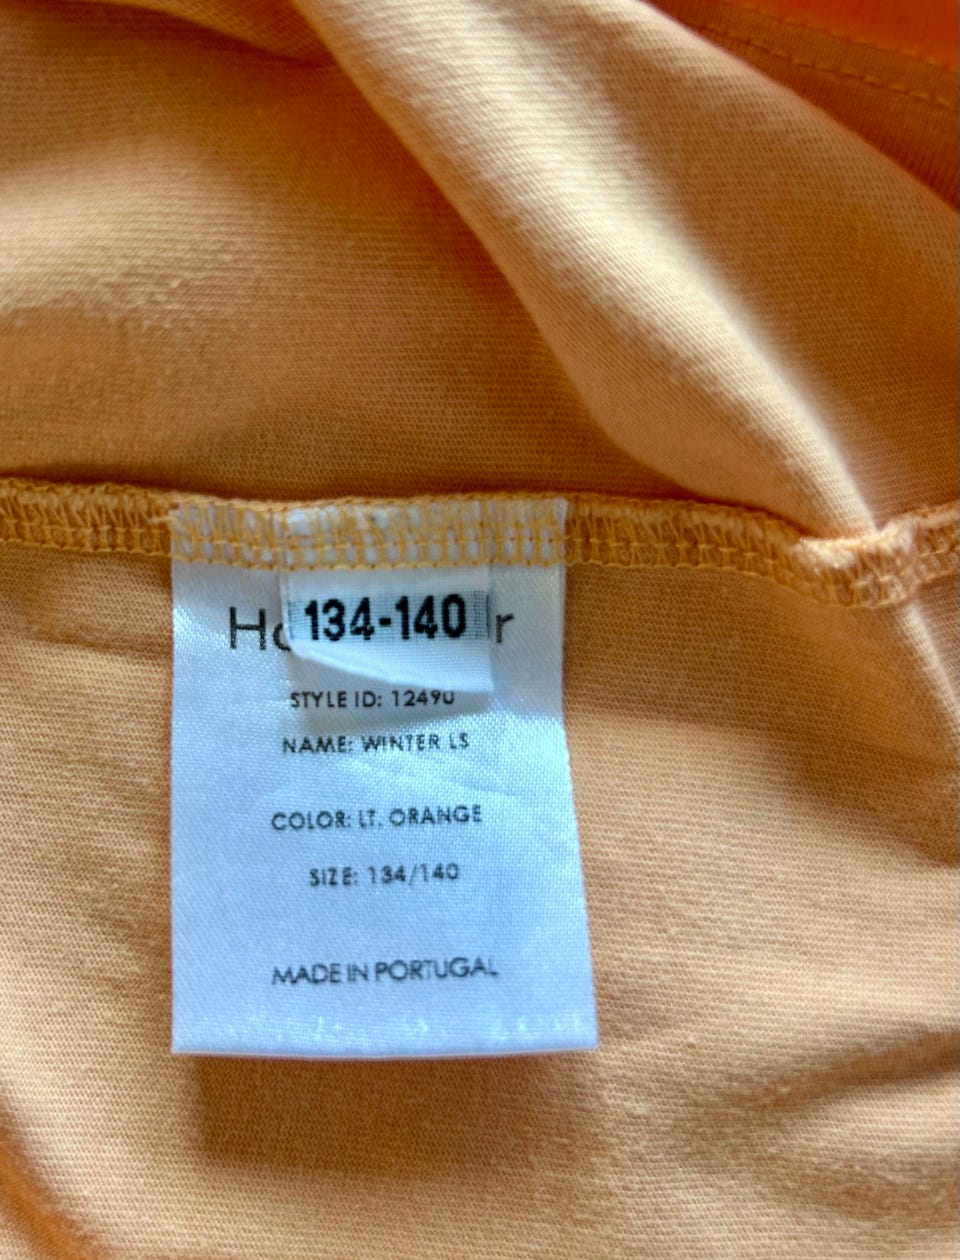 134-140
STYLE ID: 12490
NAME: WINTER LS
COLOR: LT. ORANGE
SIZE: 134/140
MADE IN PORTUGAL